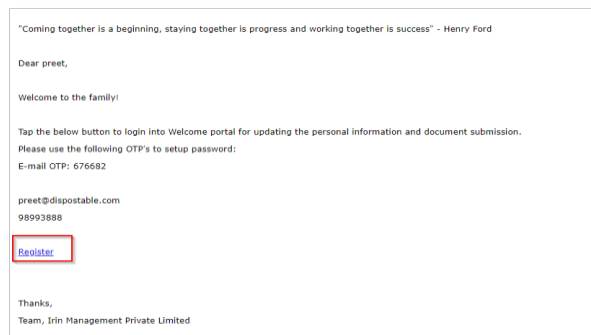 "Coming together is a beginning, staying together is progress and working together is success" - Henry Ford
Dear preet,
Welcome to the family!
Tap the below button to login into Welcome portal for updating the personal information and document submission.
Please use the following OTP's to setup password:
E-mail OTP: 676682
preet@dispostable.com
98993888
Register
Thanks,
Team, Irin Management Private Limited